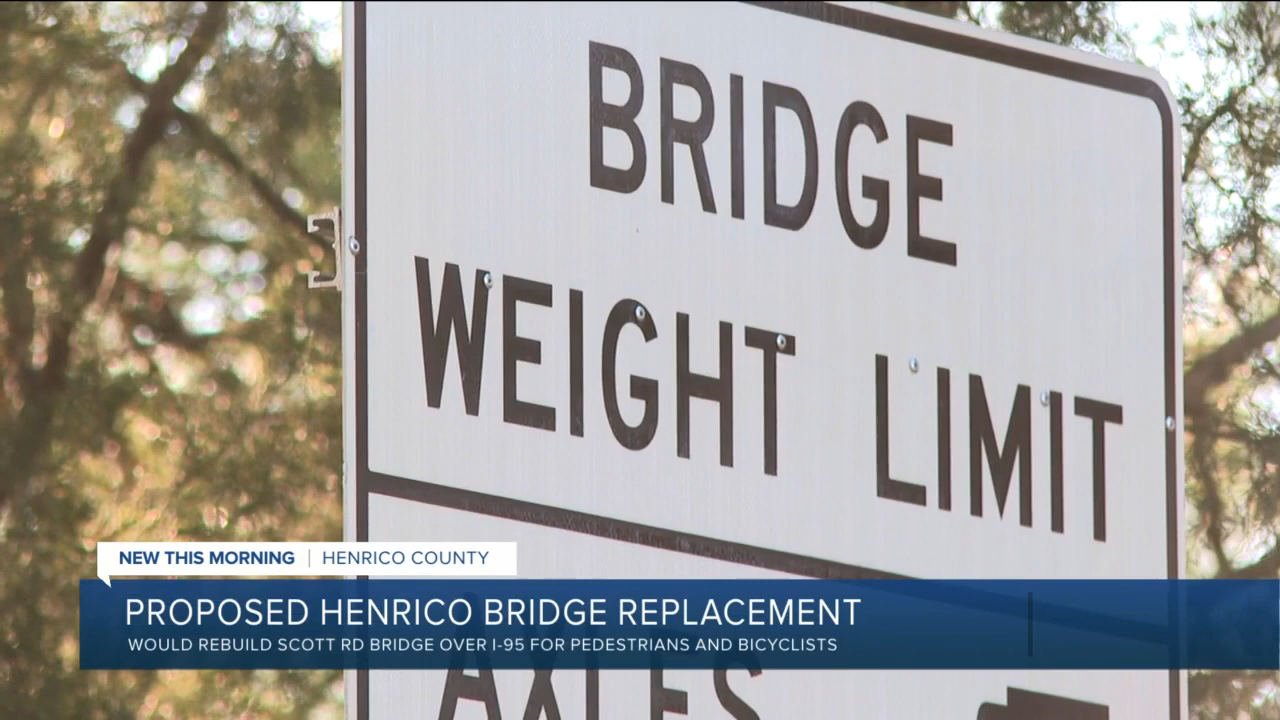 BRIDGE
WEIGHT LIMIT
NEW THIS MORNING | HENRICO COUNTY
PROPOSED HENRICO BRIDGE REPLACEMENT
WOULD REBUILD SCOTT RD BRIDGE OVER I-95 FOR PEDESTRIANS AND BICYCLISTS
AXLES